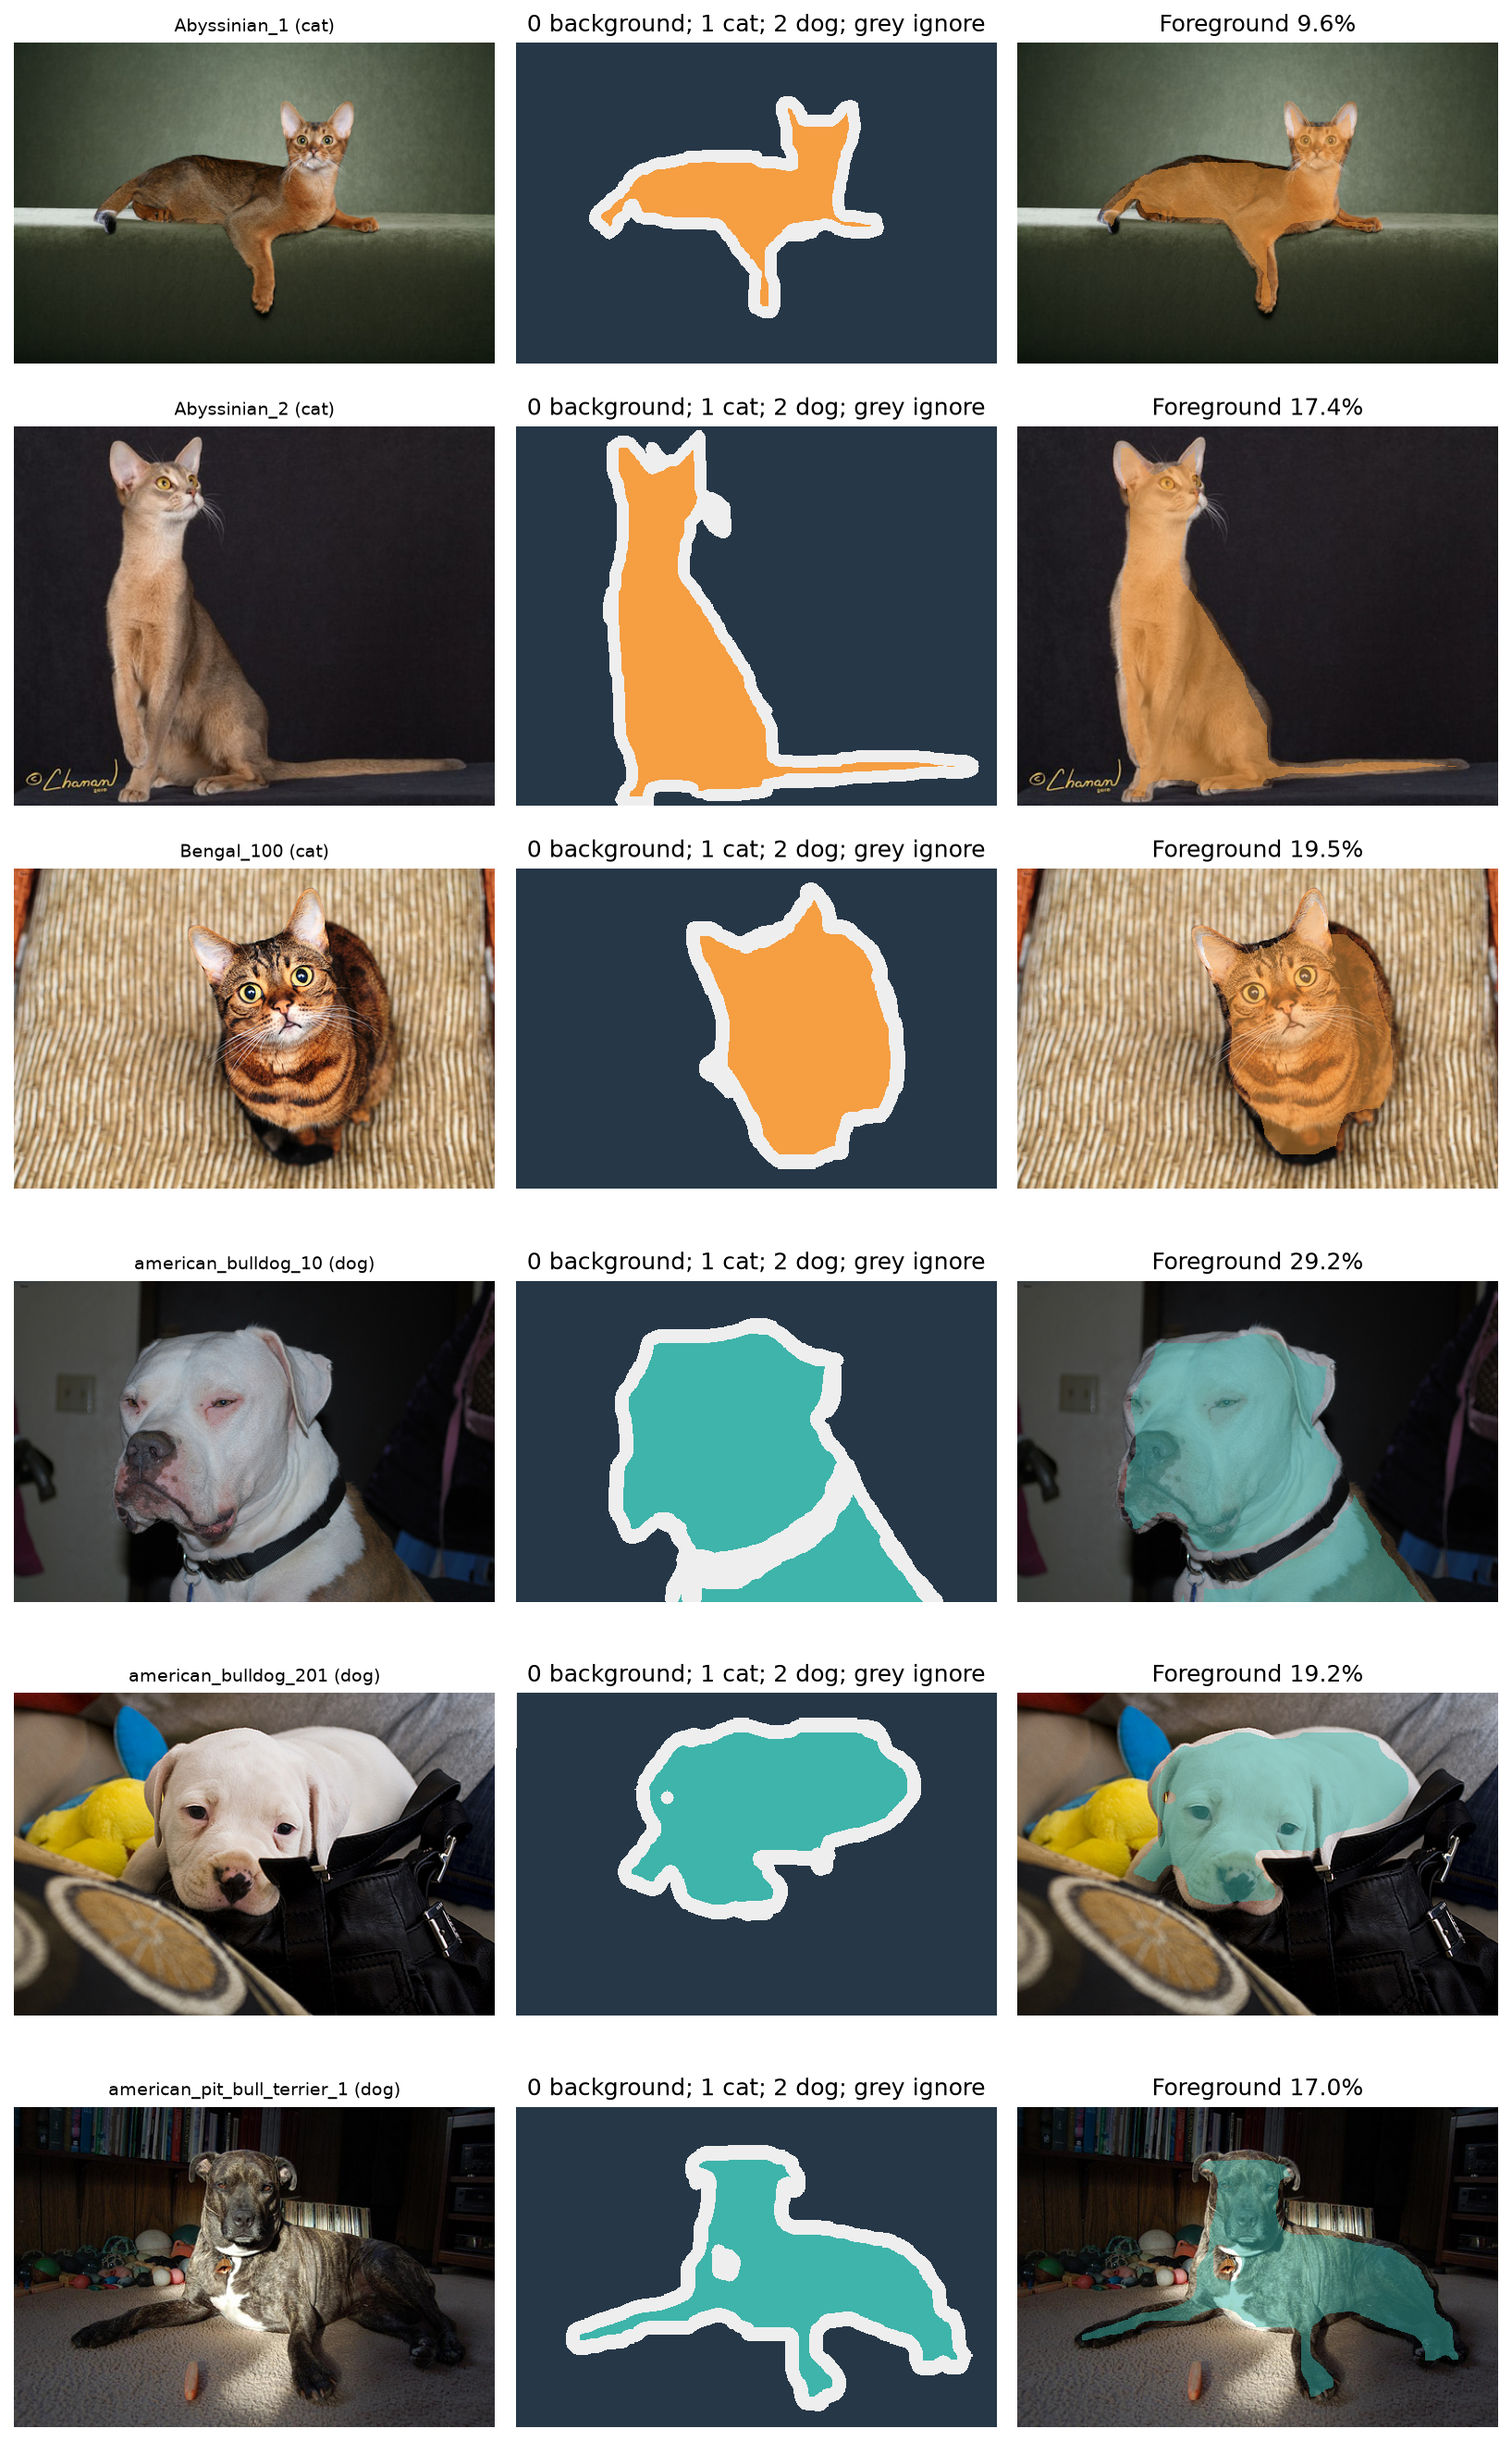 Abyssinian_1 (cat)
0 background; 1 cat; 2 dog; grey ignore
Foreground 9.6%
Abyssinian_2 (cat)
0 background; 1 cat; 2 dog; grey ignore
Foreground 17.4%
© Chanan
2010
© Chanan
2010
Bengal_100 (cat)
0 background; 1 cat; 2 dog; grey ignore
Foreground 19.5%
american_bulldog_10 (dog)
0 background; 1 cat; 2 dog; grey ignore
Foreground 29.2%
american_bulldog_201 (dog)
0 background; 1 cat; 2 dog; grey ignore
Foreground 19.2%
american_pit_bull_terrier_1 (dog)
0 background; 1 cat; 2 dog; grey ignore
Foreground 17.0%